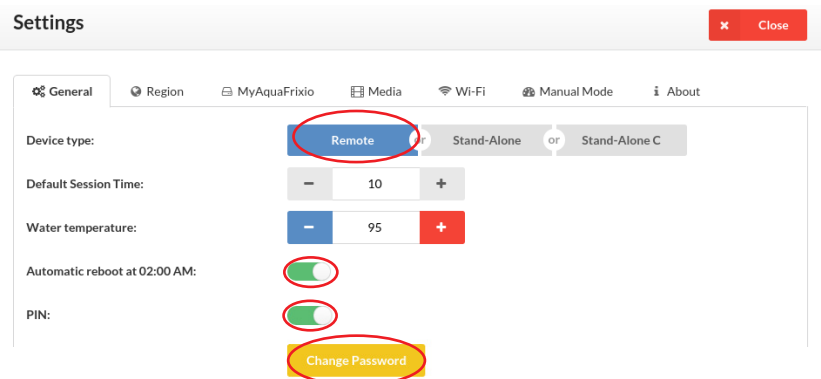 Settings
Close
General Region MyAquaFrixio Media Wi-Fi Manual Mode About
Device type: Remote or Stand-Alone or Stand-Alone C
Default Session Time: − 10 +
Water temperature: − 95 +
Automatic reboot at 02:00 AM:
PIN:
Change Password